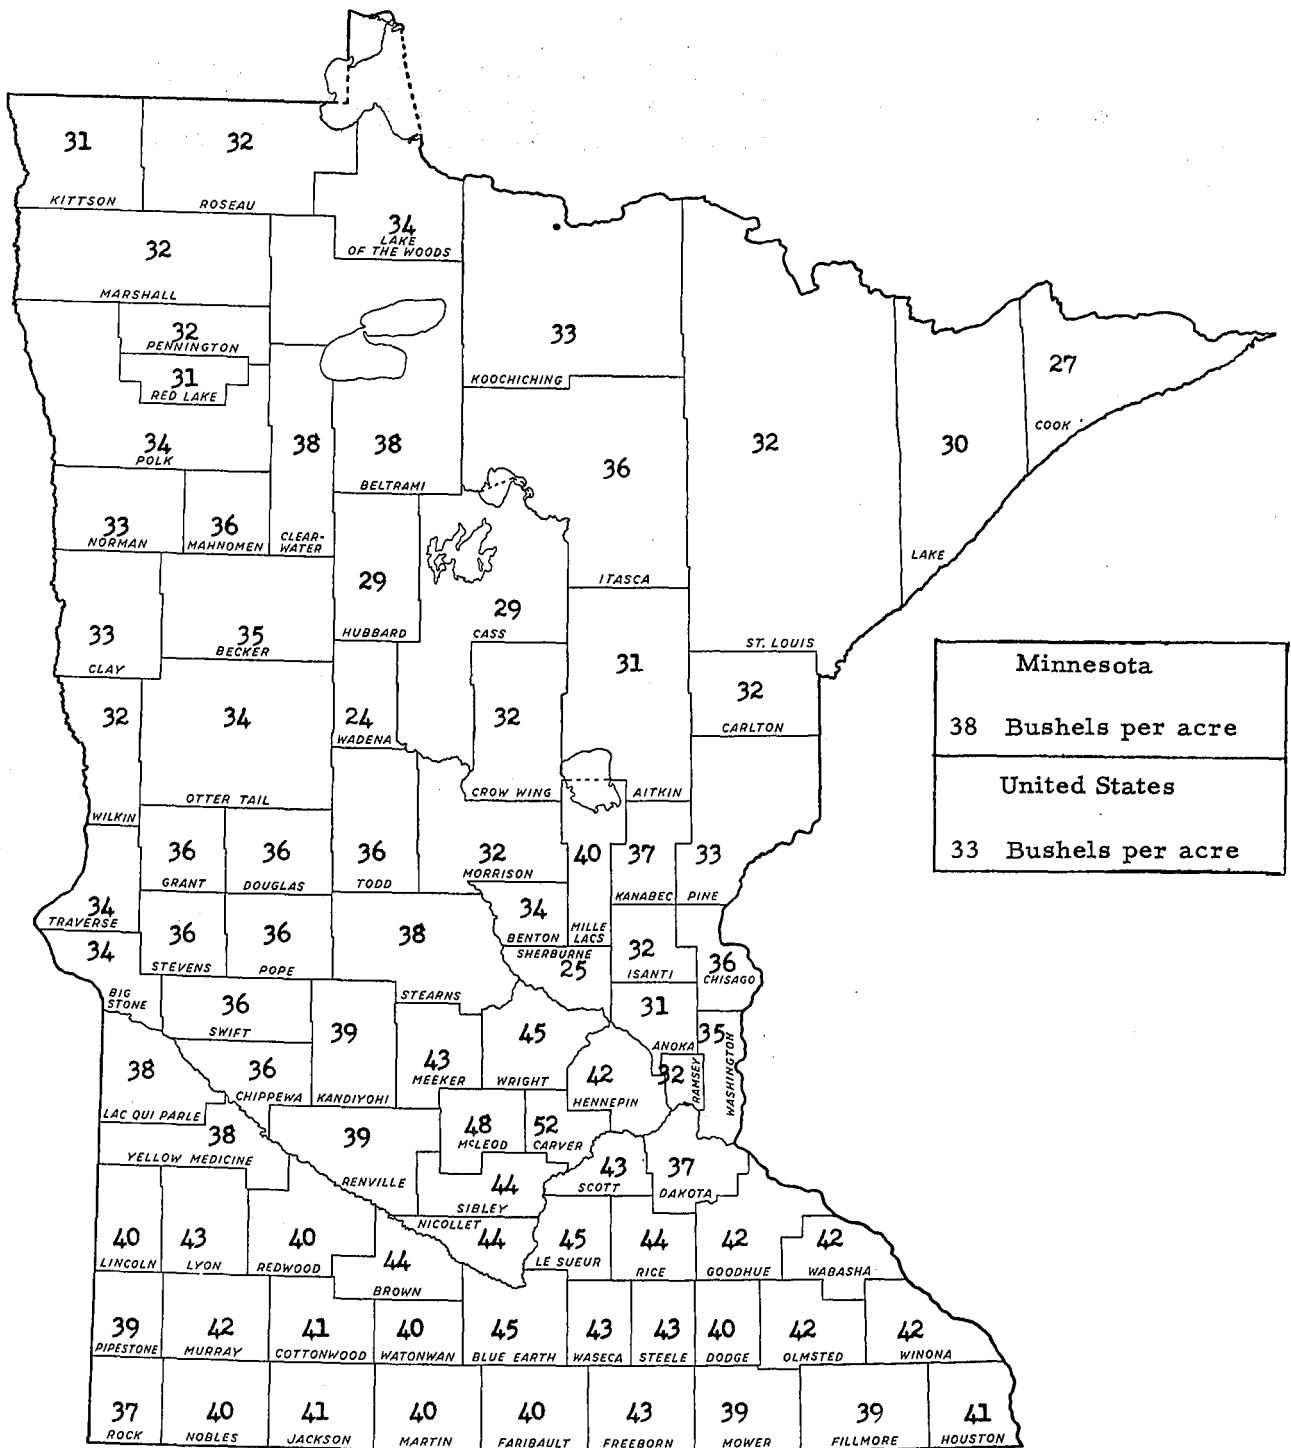 31
KITTSON
32
ROSEAU
34
LAKE
OF THE WOODS
32
MARSHALL
32
PENNINGTON
31
RED LAKE
34
POLK
38
CLEAR-
WATER
38
BELTRAMI
33
KOOCHICHING
36
ITASCA
32
ST. LOUIS
30
LAKE
27
COOK
33
NORMAN
36
MAHNOMEN
29
HUBBARD
29
CASS
33
CLAY
35
BECKER
31
AITKIN
32
CARLTON
32
WILKIN
34
OTTER TAIL
24
WADENA
32
CROW WING
Minnesota
38 Bushels per acre
United States
33 Bushels per acre
36
GRANT
36
DOUGLAS
36
TODD
32
MORRISON
40
MILLE
LACS
37
KANABEC
33
PINE
34
TRAVERSE
34
BIG
STONE
36
STEVENS
36
POPE
38
STEARNS
34
BENTON
SHERBURNE
25
32
ISANTI
36
CHISAGO
36
SWIFT
39
KANDIYOHI
43
MEEKER
45
WRIGHT
31
ANOKA
35
WASHINGTON
32
RAMSEY
38
LAC QUI PARLE
36
CHIPPEWA
42
HENNEPIN
38
YELLOW MEDICINE
39
RENVILLE
48
McLEOD
52
CARVER
43
SCOTT
37
DAKOTA
44
SIBLEY
NICOLLET
44
40
LINCOLN
43
LYON
40
REDWOOD
44
BROWN
45
LE SUEUR
44
RICE
42
GOODHUE
42
WABASHA
39
PIPESTONE
42
MURRAY
41
COTTONWOOD
40
WATONWAN
45
BLUE EARTH
43
WASECA
43
STEELE
40
DODGE
42
OLMSTED
42
WINONA
37
ROCK
40
NOBLES
41
JACKSON
40
MARTIN
40
FARIBAULT
43
FREEBORN
39
MOWER
39
FILLMORE
41
HOUSTON